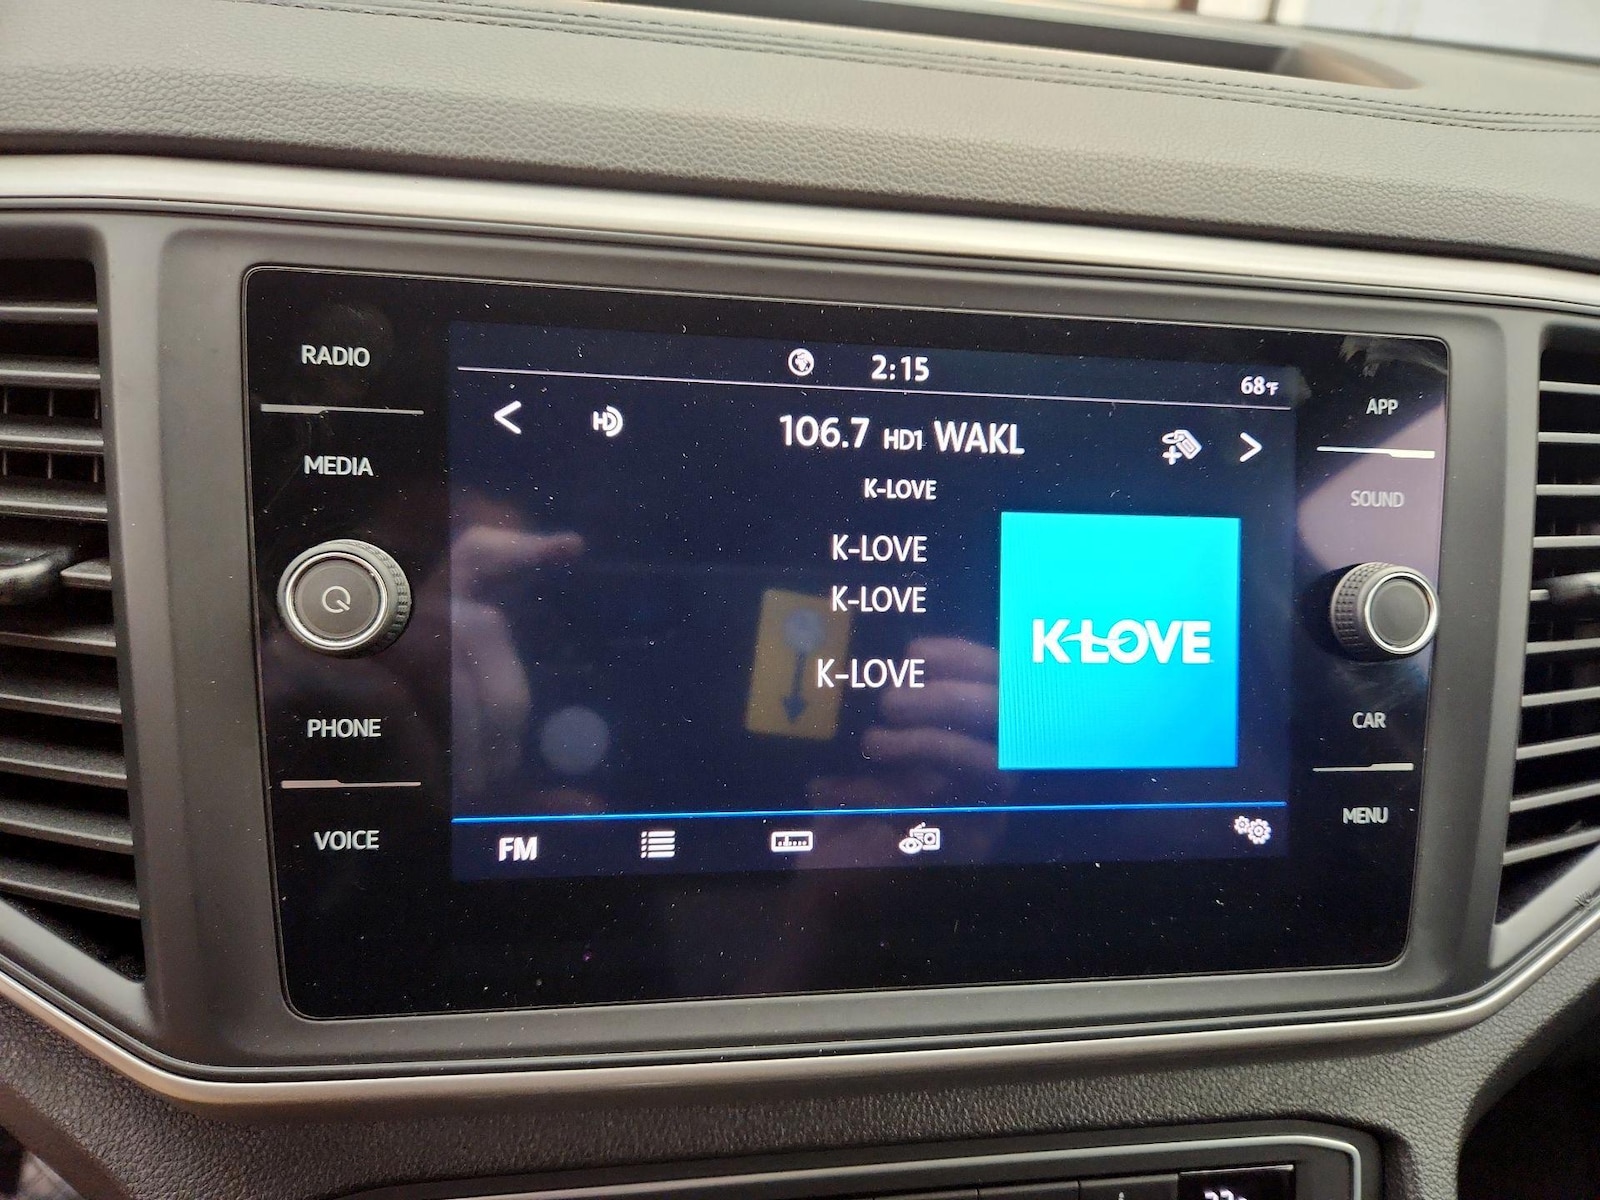 RADIO
MEDIA
PHONE
VOICE
2:15
68°F
HD
106.7 HD1 WAKL
K-LOVE
K-LOVE
K-LOVE
K-LOVE
K-LOVE
FM
APP
SOUND
CAR
MENU